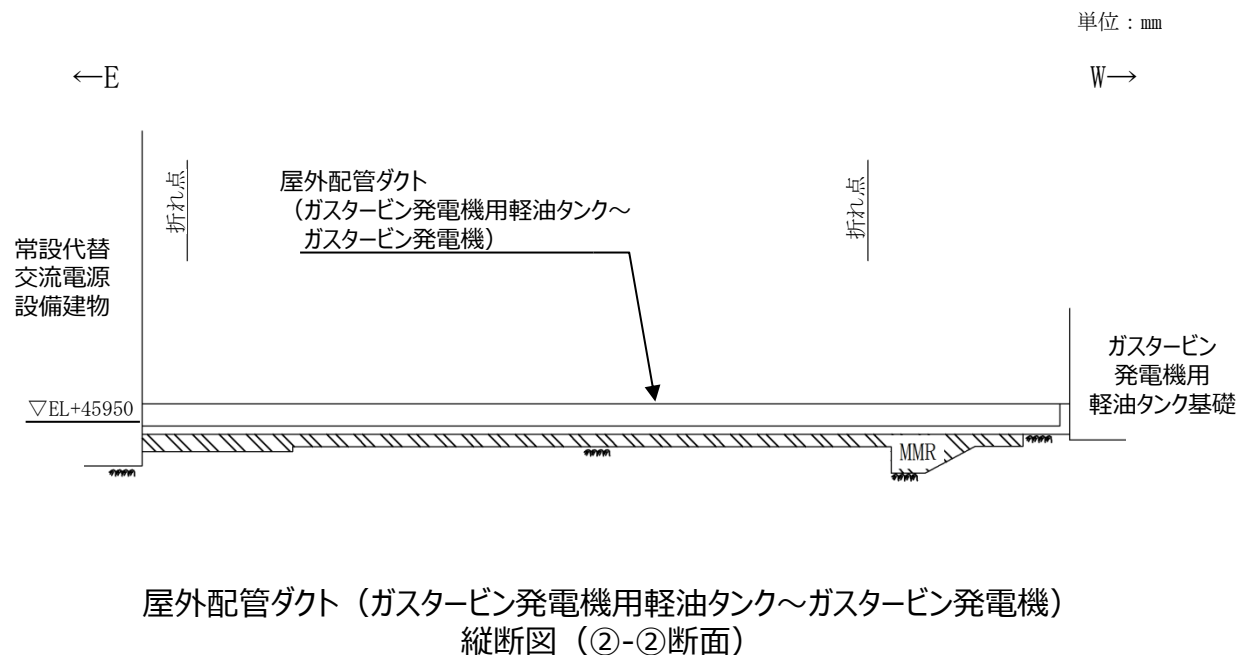 単位：mm
←E
W→
折れ点
屋外配管ダクト
（ガスタービン発電機用軽油タンク～
ガスタービン発電機）
折れ点
常設代替
交流電源
設備建物
ガスタービン
発電機用
軽油タンク基礎
▽EL+45950
MMR
屋外配管ダクト（ガスタービン発電機用軽油タンク～ガスタービン発電機）
縦断図（②-②断面）